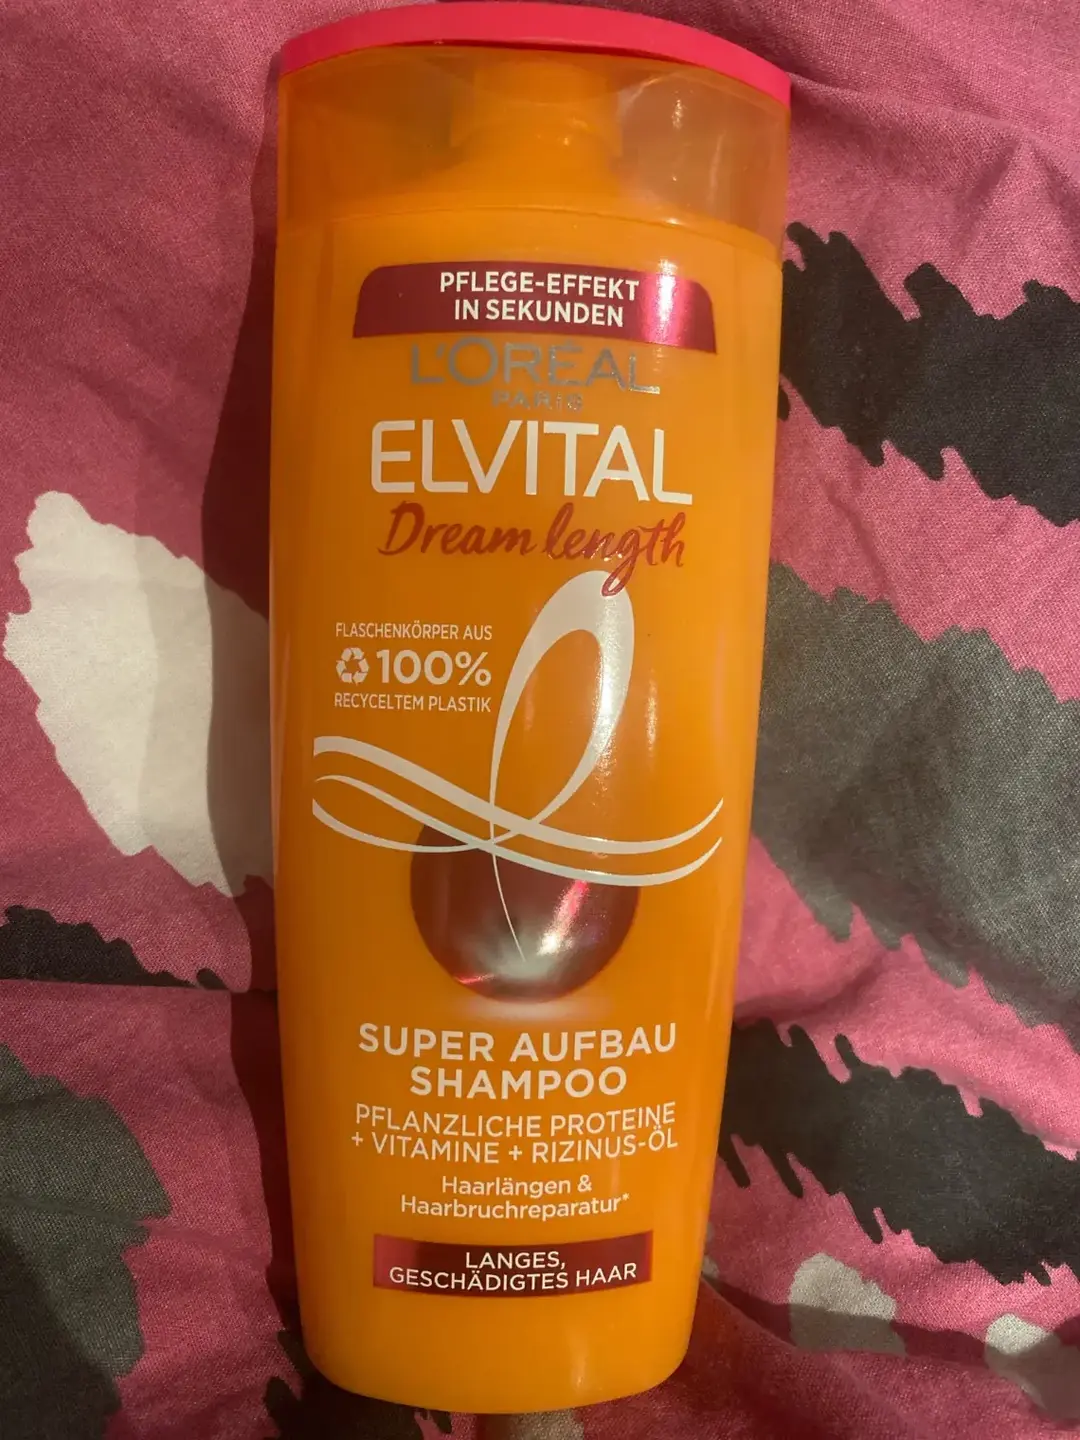 PFLEGE-EFFEKT
IN SEKUNDEN
L'ORÉAL
PARIS
ELVITAL
Dream length
FLASCHENKÖRPER AUS
100%
RECYCELTEM PLASTIK
SUPER AUFBAU
SHAMPOO
PFLANZLICHE PROTEINE
+ VITAMINE + RIZINUS-ÖL
Haarlängen &
Haarbruchreparatur*
LANGES,
GESCHÄDIGTES HAAR